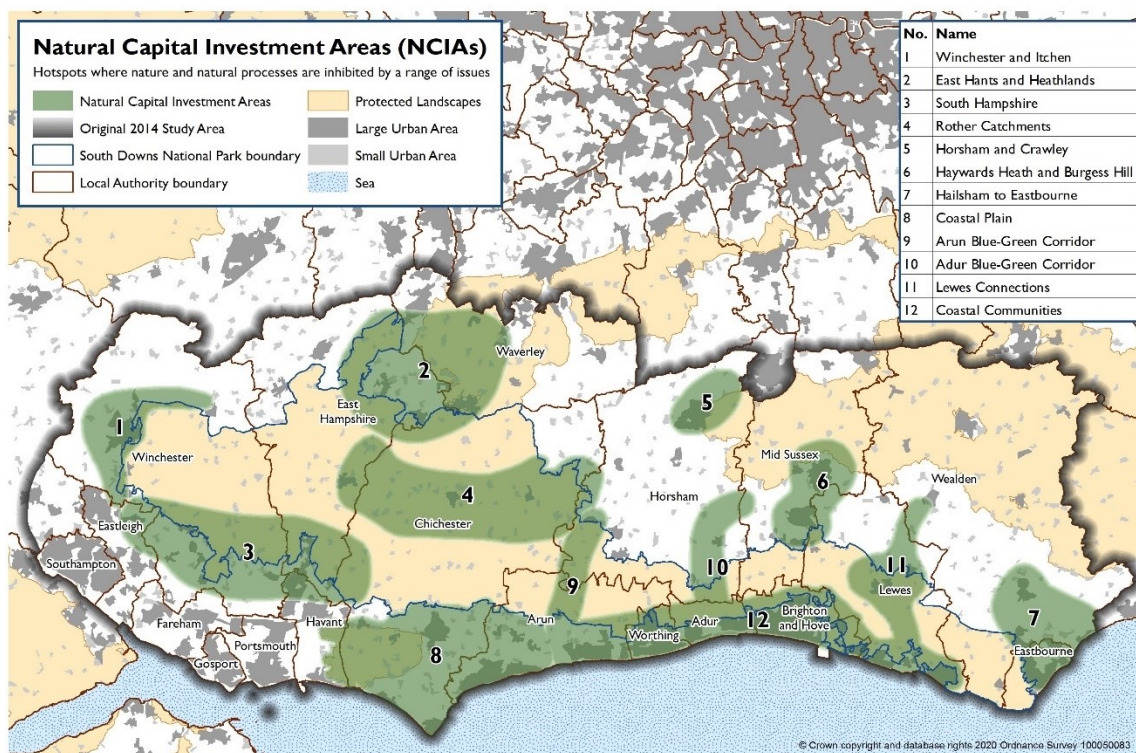 Natural Capital Investment Areas (NCIAs)
Hotspots where nature and natural processes are inhibited by a range of issues
Natural Capital Investment Areas
Protected Landscapes
Original 2014 Study Area
Large Urban Area
South Downs National Park boundary
Small Urban Area
Local Authority boundary
Sea
No. Name
1 Winchester and Itchen
2 East Hants and Heathlands
3 South Hampshire
4 Rother Catchments
5 Horsham and Crawley
6 Haywards Heath and Burgess Hill
7 Hailsham to Eastbourne
8 Coastal Plain
9 Arun Blue-Green Corridor
10 Adur Blue-Green Corridor
11 Lewes Connections
12 Coastal Communities
Waverley
2
East
Hampshire
5
1
Winchester
Mid Sussex
6
Wealden
4
Horsham
Chichester
Eastleigh
3
Southampton
10
11
9
Lewes
7
Fareham
Havant
Arun
Adur
12
Brighton
and Hove
Worthing
Portsmouth
8
Gosport
Eastbourne
© Crown copyright and database rights 2020 Ordnance Survey 100050083